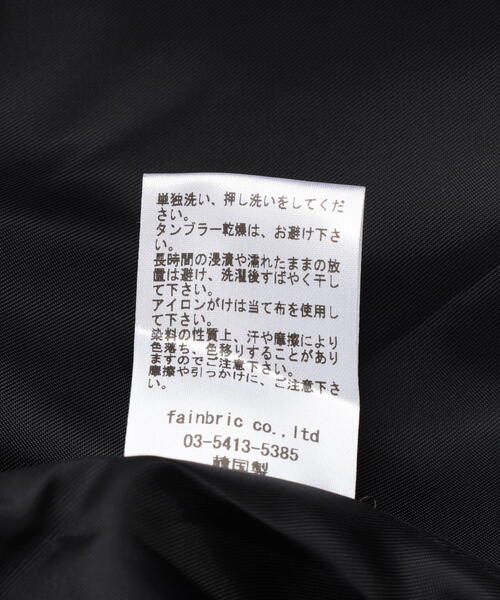 単独洗い、押し洗いをしてくだ
さい。
タンブラー乾燥は、お避け下さ
い。
長時間の浸漬や濡れたままの放
置は避け、洗濯後すばやく干し
て下さい。
アイロンがけは当て布を使用し
て下さい。
染料の性質上、汗や摩擦により
色落ち、色移りすることがあり
ますのでご注意下さい。
摩擦や引っかけに、ご注意下さ
い。
fainbric co.,ltd
03-5413-5385
韓国製